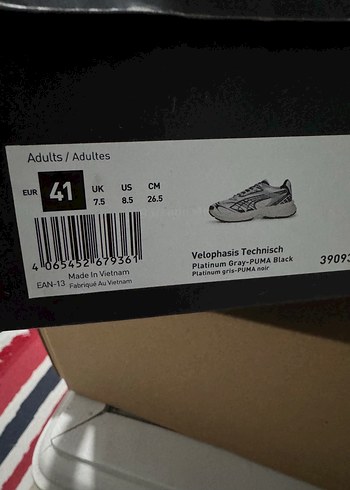 Adults / Adultes
EUR 41 UK US CM
7.5 8.5 26.5
4 065452 679361
EAN-13 Made In Vietnam
Fabriqué Au Vietnam
Velophasis Technisch
Platinum Gray-PUMA Black
Platinum gris-PUMA noir
39093